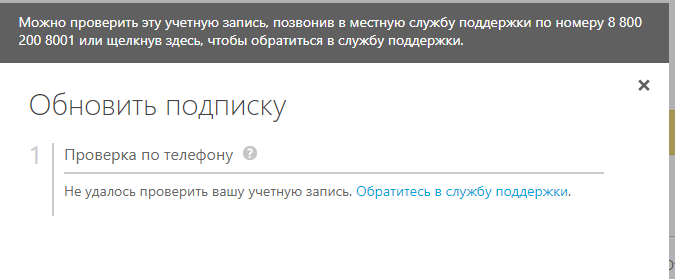 Можно проверить эту учетную запись, позвонив в местную службу поддержки по номеру 8 800
200 8001 или щелкнув здесь, чтобы обратиться в службу поддержки.
Обновить подписку
1 Проверка по телефону ?
Не удалось проверить вашу учетную запись. Обратитесь в службу поддержки.